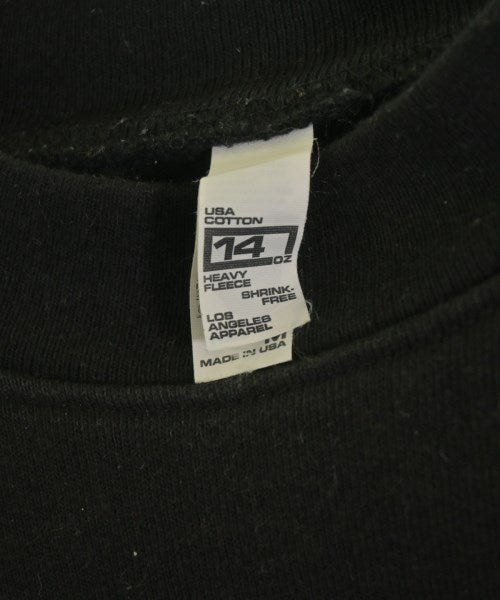 USA
COTTON
14
OZ
HEAVY
FLEECE
SHRINK-
FREE
LOS
ANGELES
APPAREL
M
MADE IN USA